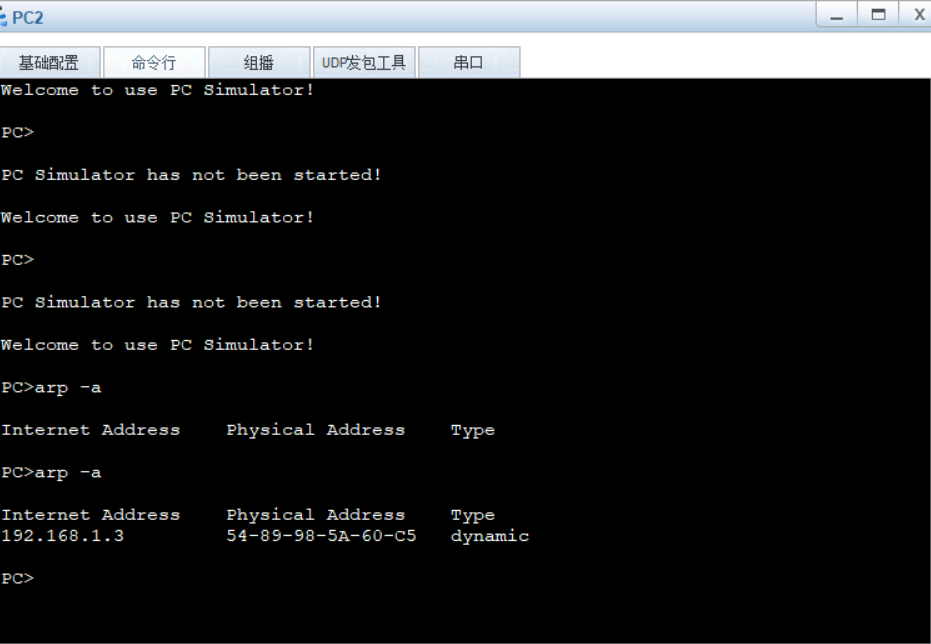 PC2
基础配置 命令行 组播 UDP发包工具 串口
Welcome to use PC Simulator!
PC>
PC Simulator has not been started!
Welcome to use PC Simulator!
PC>
PC Simulator has not been started!
Welcome to use PC Simulator!
PC>arp -a
Internet Address Physical Address Type
PC>arp -a
Internet Address Physical Address Type
192.168.1.3 54-89-98-5A-60-C5 dynamic
PC>